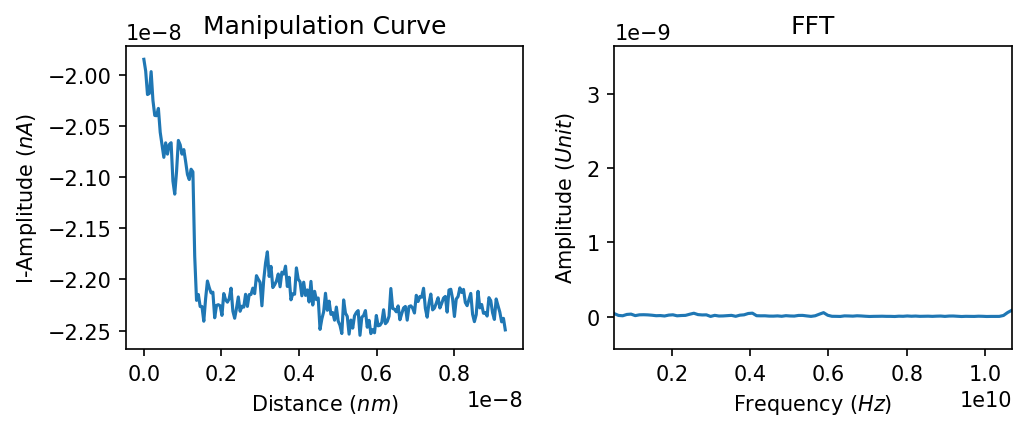 Manipulation Curve
1e−8
I-Amplitude (nA)
−2.00
−2.05
−2.10
−2.15
−2.20
−2.25
0.0 0.2 0.4 0.6 0.8
Distance (nm)
1e−8
FFT
1e−9
Amplitude (Unit)
3
2
1
0
0.2 0.4 0.6 0.8 1.0
Frequency (Hz)
1e10